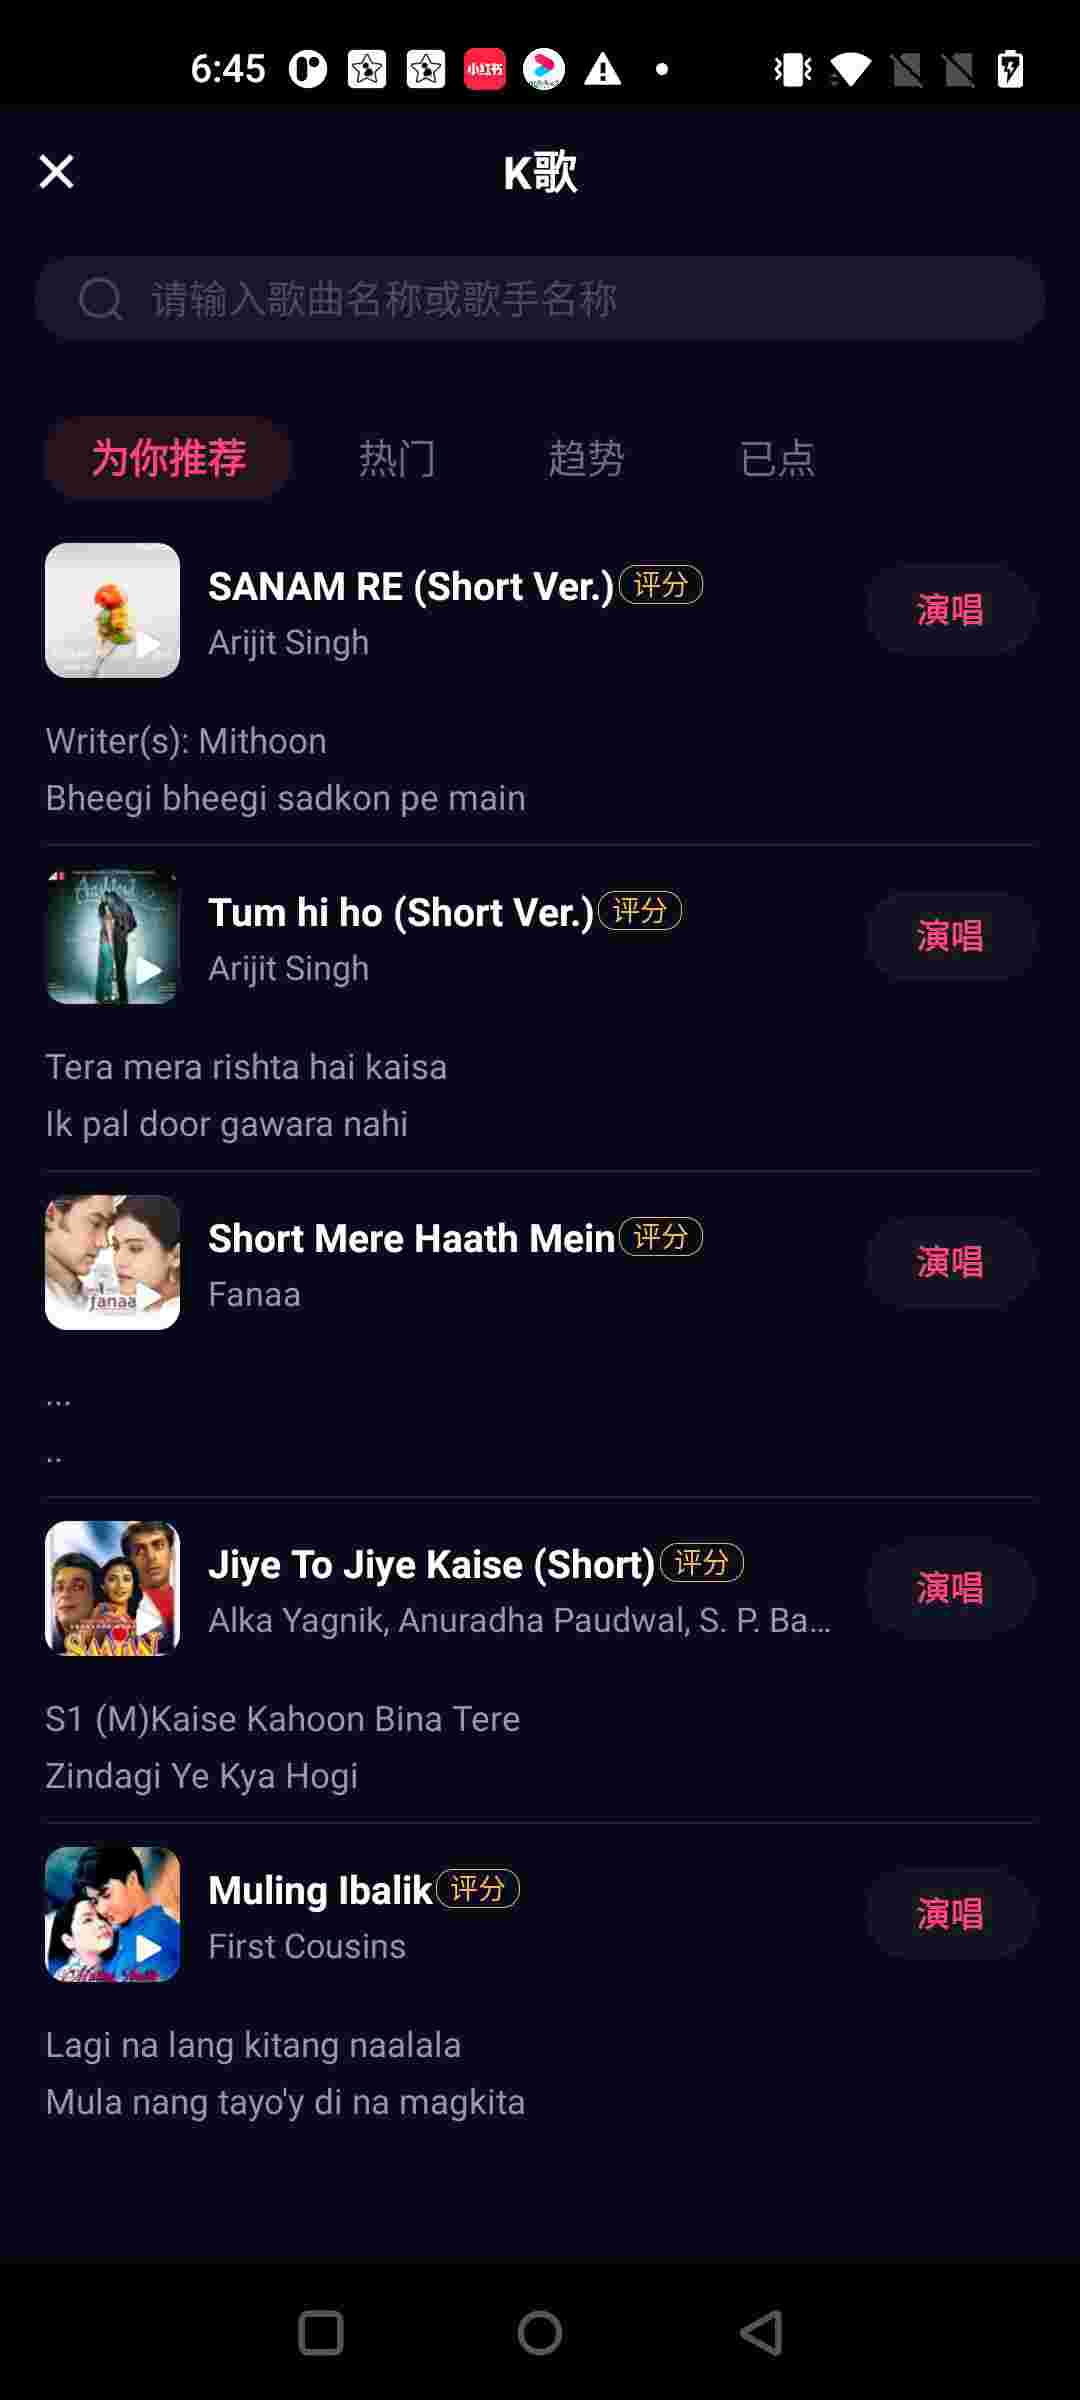 6:45
小红书
K歌
请输入歌曲名称或歌手名称
为你推荐 热门 趋势 已点
SANAM RE (Short Ver.) 评分
Arijit Singh
演唱
Writer(s): Mithoon
Bheegi bheegi sadkon pe main
Tum hi ho (Short Ver.) 评分
Arijit Singh
演唱
Tera mera rishta hai kaisa
Ik pal door gawara nahi
Short Mere Haath Mein 评分
Fanaa
演唱
fanaa
...
..
Jiye To Jiye Kaise (Short) 评分
Alka Yagnik, Anuradha Paudwal, S. P. Ba...
演唱
SAAJAN
S1 (M)Kaise Kahoon Bina Tere
Zindagi Ye Kya Hogi
Muling Ibalik 评分
First Cousins
演唱
Lagi na lang kitang naalala
Mula nang tayo'y di na magkita